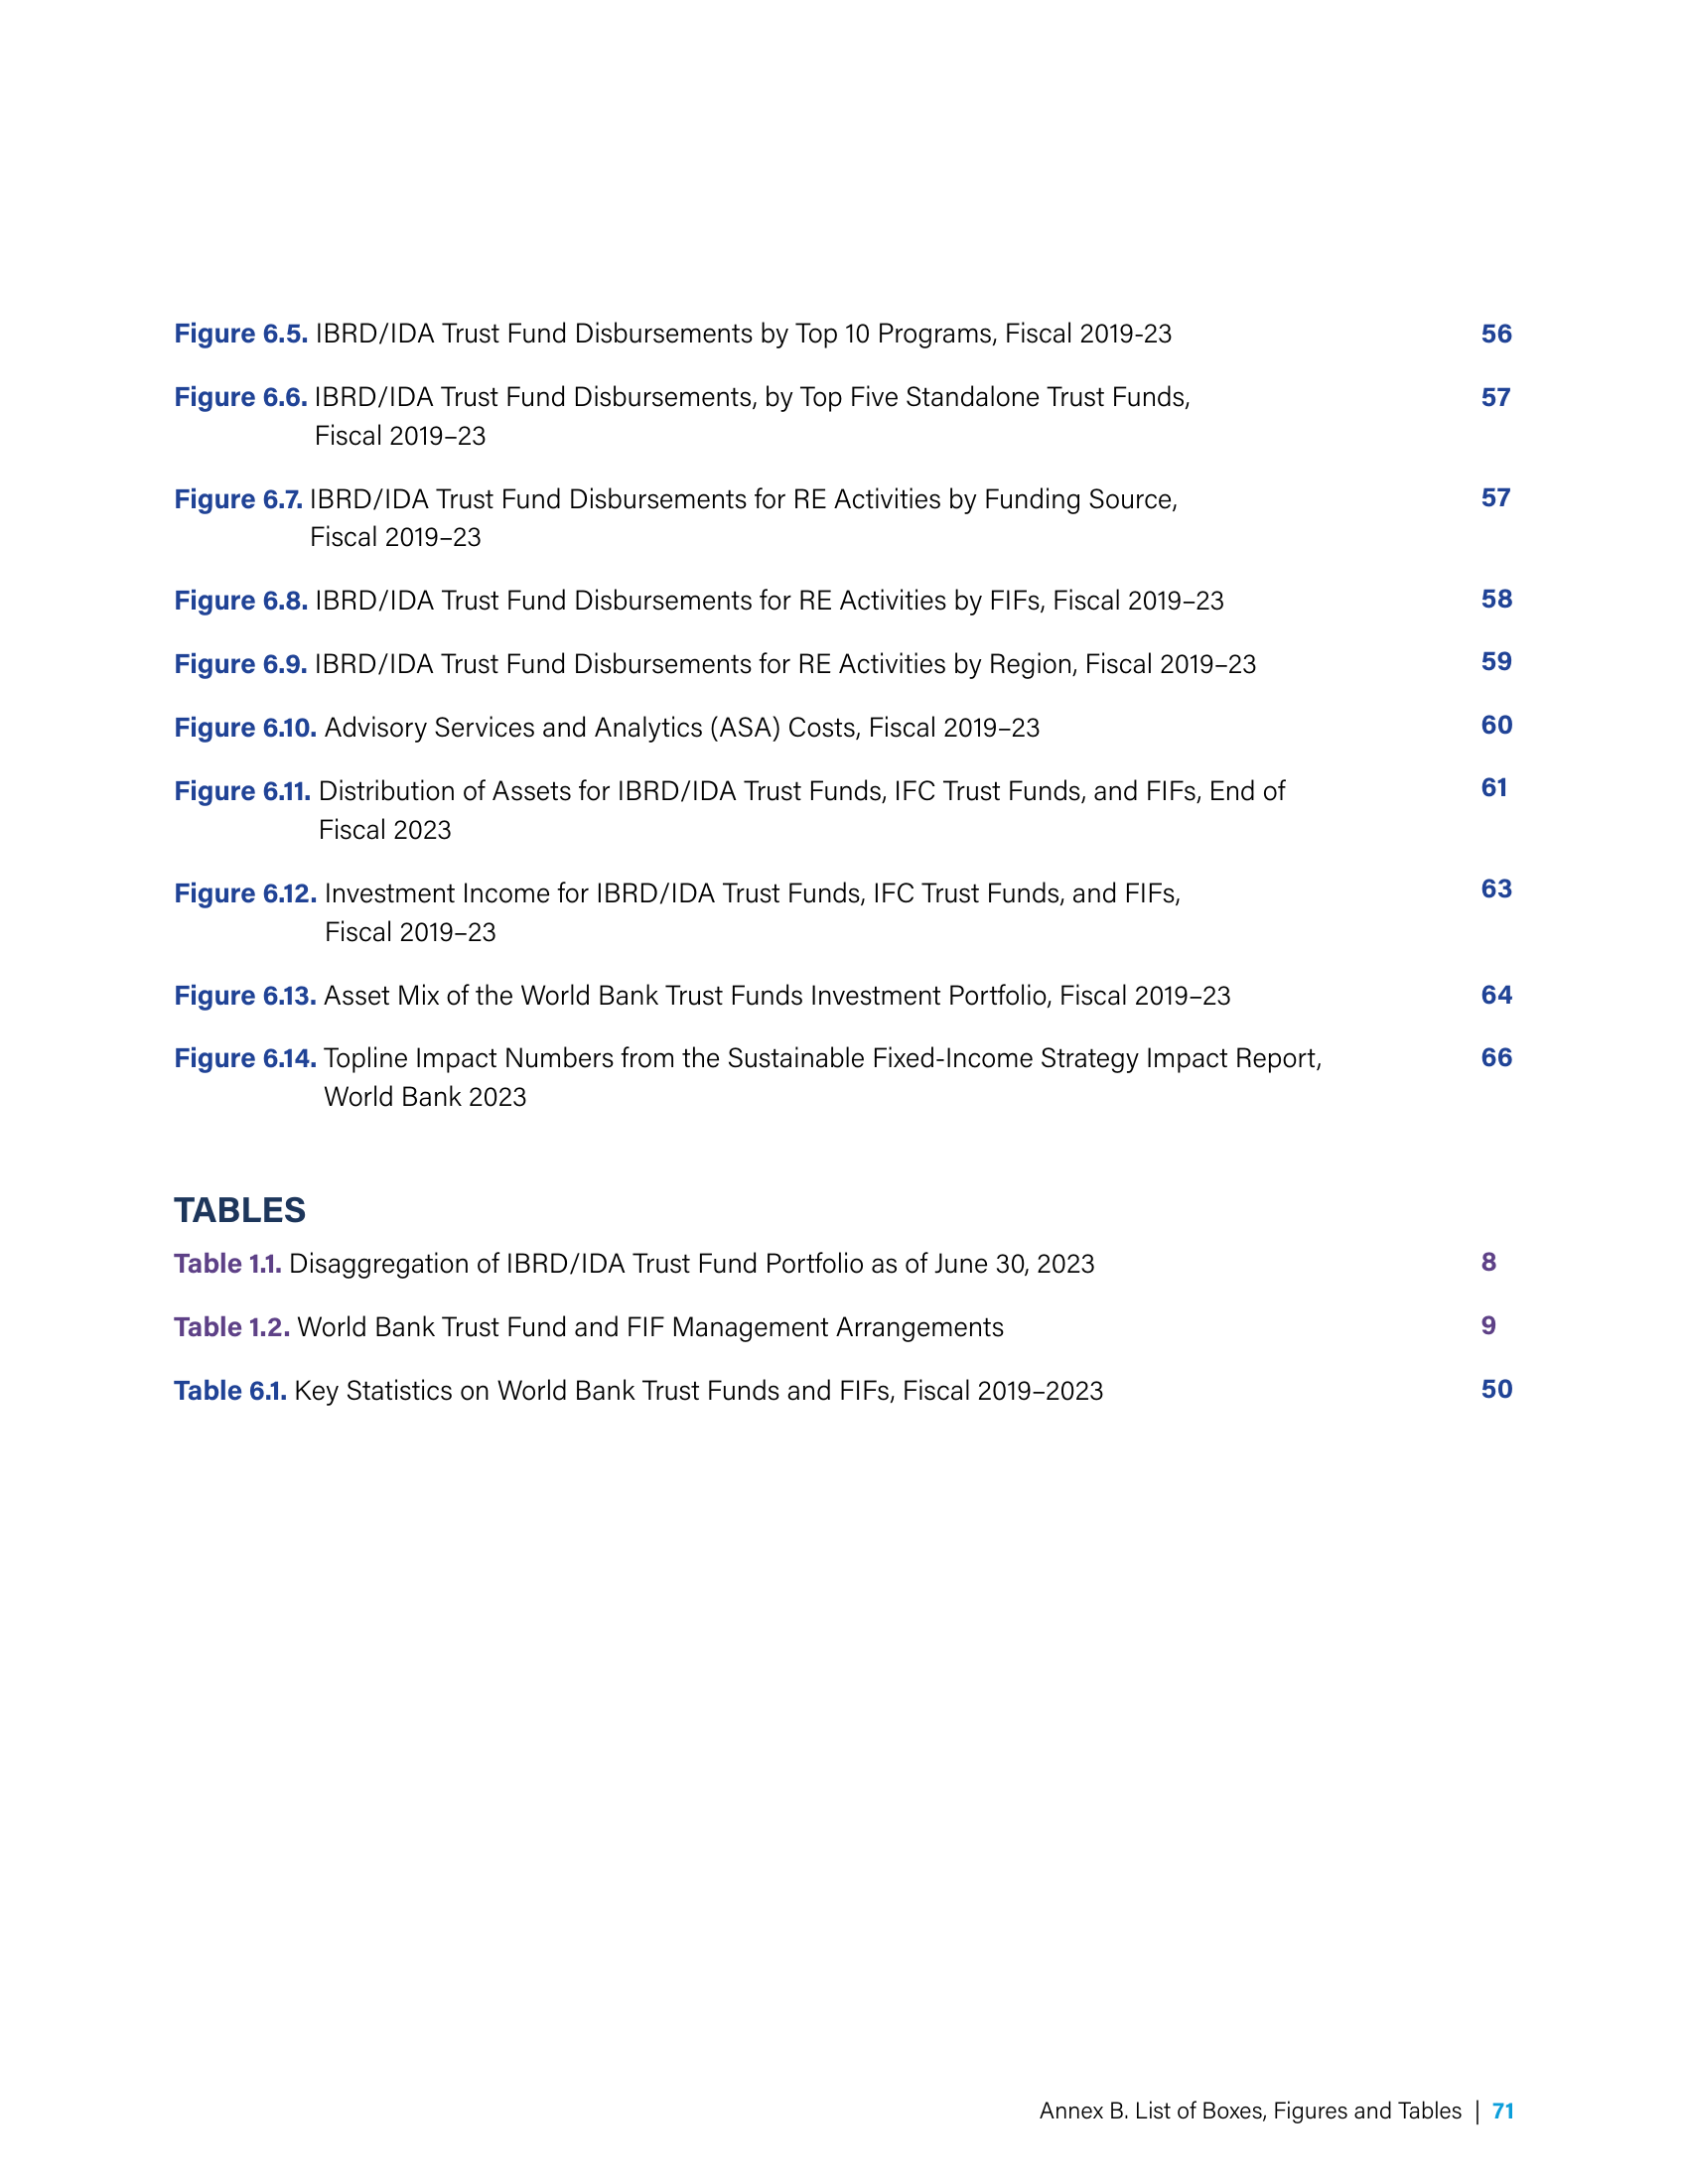 Figure 6.5. IBRD/IDA Trust Fund Disbursements by Top 10 Programs, Fiscal 2019-23 56
Figure 6.6. IBRD/IDA Trust Fund Disbursements, by Top Five Standalone Trust Funds, 57
Fiscal 2019–23
Figure 6.7. IBRD/IDA Trust Fund Disbursements for RE Activities by Funding Source, 57
Fiscal 2019–23
Figure 6.8. IBRD/IDA Trust Fund Disbursements for RE Activities by FIFs, Fiscal 2019–23 58
Figure 6.9. IBRD/IDA Trust Fund Disbursements for RE Activities by Region, Fiscal 2019–23 59
Figure 6.10. Advisory Services and Analytics (ASA) Costs, Fiscal 2019–23 60
Figure 6.11. Distribution of Assets for IBRD/IDA Trust Funds, IFC Trust Funds, and FIFs, End of 61
Fiscal 2023
Figure 6.12. Investment Income for IBRD/IDA Trust Funds, IFC Trust Funds, and FIFs, 63
Fiscal 2019–23
Figure 6.13. Asset Mix of the World Bank Trust Funds Investment Portfolio, Fiscal 2019–23 64
Figure 6.14. Topline Impact Numbers from the Sustainable Fixed-Income Strategy Impact Report, 66
World Bank 2023
TABLES
Table 1.1. Disaggregation of IBRD/IDA Trust Fund Portfolio as of June 30, 2023 8
Table 1.2. World Bank Trust Fund and FIF Management Arrangements 9
Table 6.1. Key Statistics on World Bank Trust Funds and FIFs, Fiscal 2019–2023 50
Annex B. List of Boxes, Figures and Tables | 71